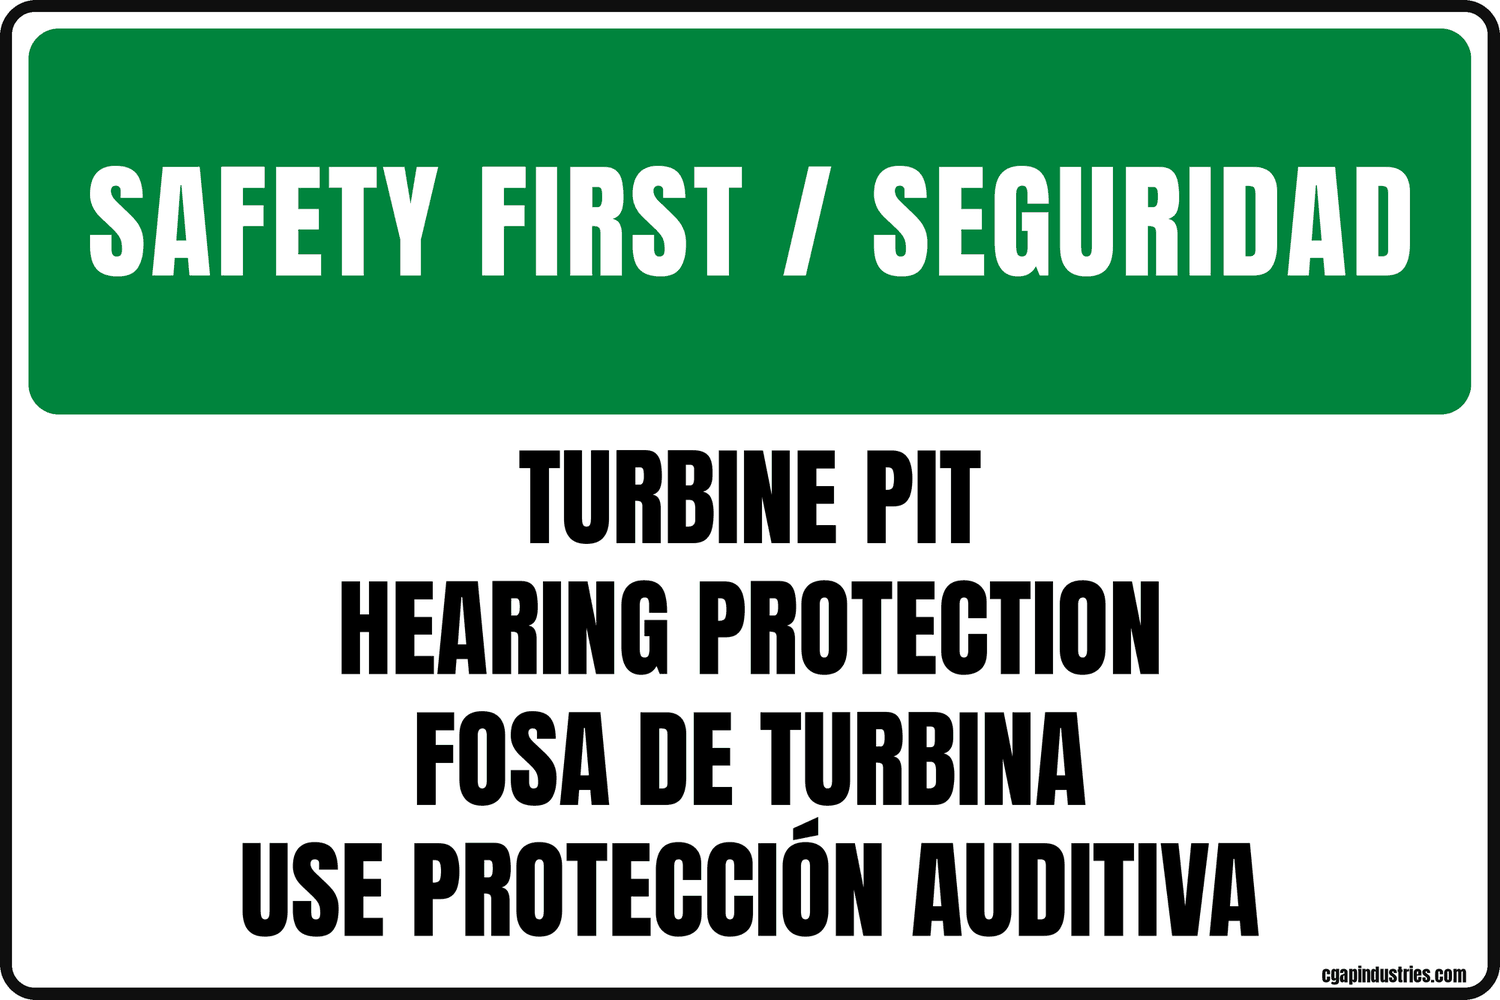 SAFETY FIRST / SEGURIDAD
TURBINE PIT
HEARING PROTECTION
FOSA DE TURBINA
USE PROTECCIÓN AUDITIVA
cgapindustries.com